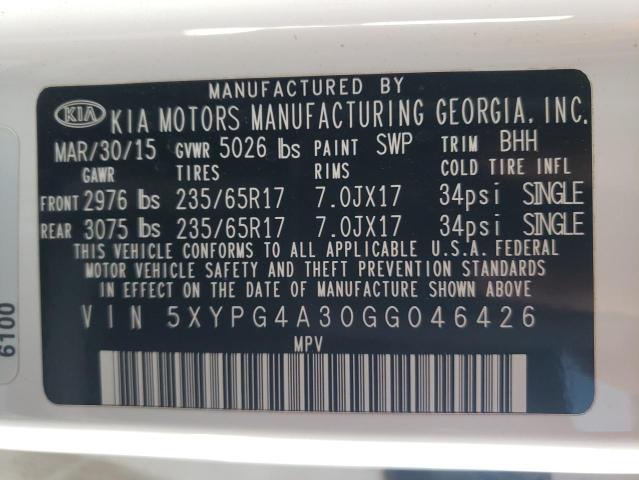 MANUFACTURED BY
KIA KIA MOTORS MANUFACTURING GEORGIA, INC.
MAR/30/15 GVWR 5026 lbs PAINT SWP TRIM BHH
GAWR TIRES RIMS COLD TIRE INFL
FRONT 2976 lbs 235/65R17 7.0JX17 34psi SINGLE
REAR 3075 lbs 235/65R17 7.0JX17 34psi SINGLE
THIS VEHICLE CONFORMS TO ALL APPLICABLE U.S.A. FEDERAL
MOTOR VEHICLE SAFETY AND THEFT PREVENTION STANDARDS
IN EFFECT ON THE DATE OF MANUFACTURE SHOWN ABOVE.
VIN 5XYPG4A30GG046426
MPV
6100